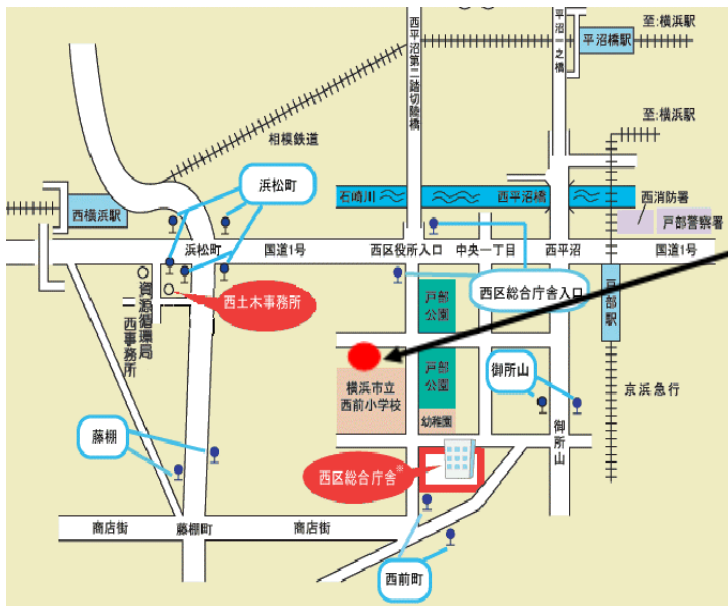 至:横浜駅
西平沼第二踏切陸橋
平沼一之橋
平沼橋駅
至:横浜駅
相模鉄道
浜松町
石崎川
西平沼橋
西消防署
戸部警察署
西横浜駅
浜松町
国道1号
西区役所入口
中央一丁目
西平沼
国道1号
資源循環局
西事務所
西土木事務所
西区総合庁舎入口
戸部駅
戸部
公園
戸部
公園
横浜市立
西前小学校
幼稚園
御所山
京浜急行
御所山
藤棚
西区総合庁舎※
商店街
藤棚町
商店街
西前町